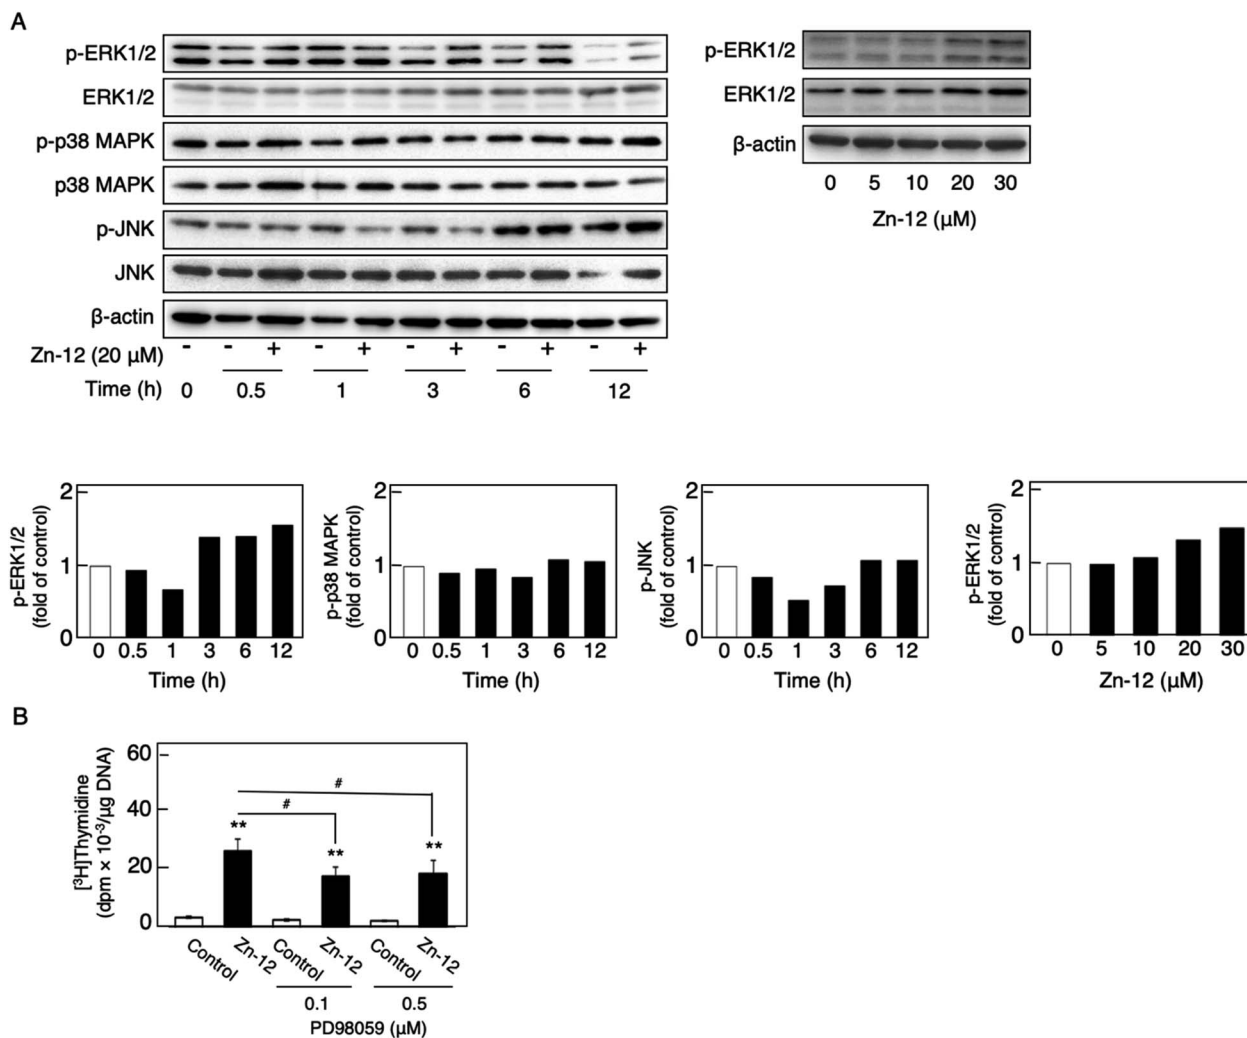 A
p-ERK1/2
ERK1/2
p-p38 MAPK
p38 MAPK
p-JNK
JNK
β-actin
Zn-12 (20 μM) - - + - + - + - + - +
Time (h) 0 0.5 1 3 6 12
p-ERK1/2
ERK1/2
β-actin
0 5 10 20 30
Zn-12 (μM)
p-ERK1/2
(fold of control)
2
1
0
0 0.5 1 3 6 12
Time (h)
p-p38 MAPK
(fold of control)
2
1
0
0 0.5 1 3 6 12
Time (h)
p-JNK
(fold of control)
2
1
0
0 0.5 1 3 6 12
Time (h)
p-ERK1/2
(fold of control)
2
1
0
0 5 10 20 30
Zn-12 (μM)
B
[³H]Thymidine
(dpm × 10⁻³/μg DNA)
60
40
20
0
#
#
** ** **
Control Zn-12 Control Zn-12 Control Zn-12
0.1 0.5
PD98059 (μM)